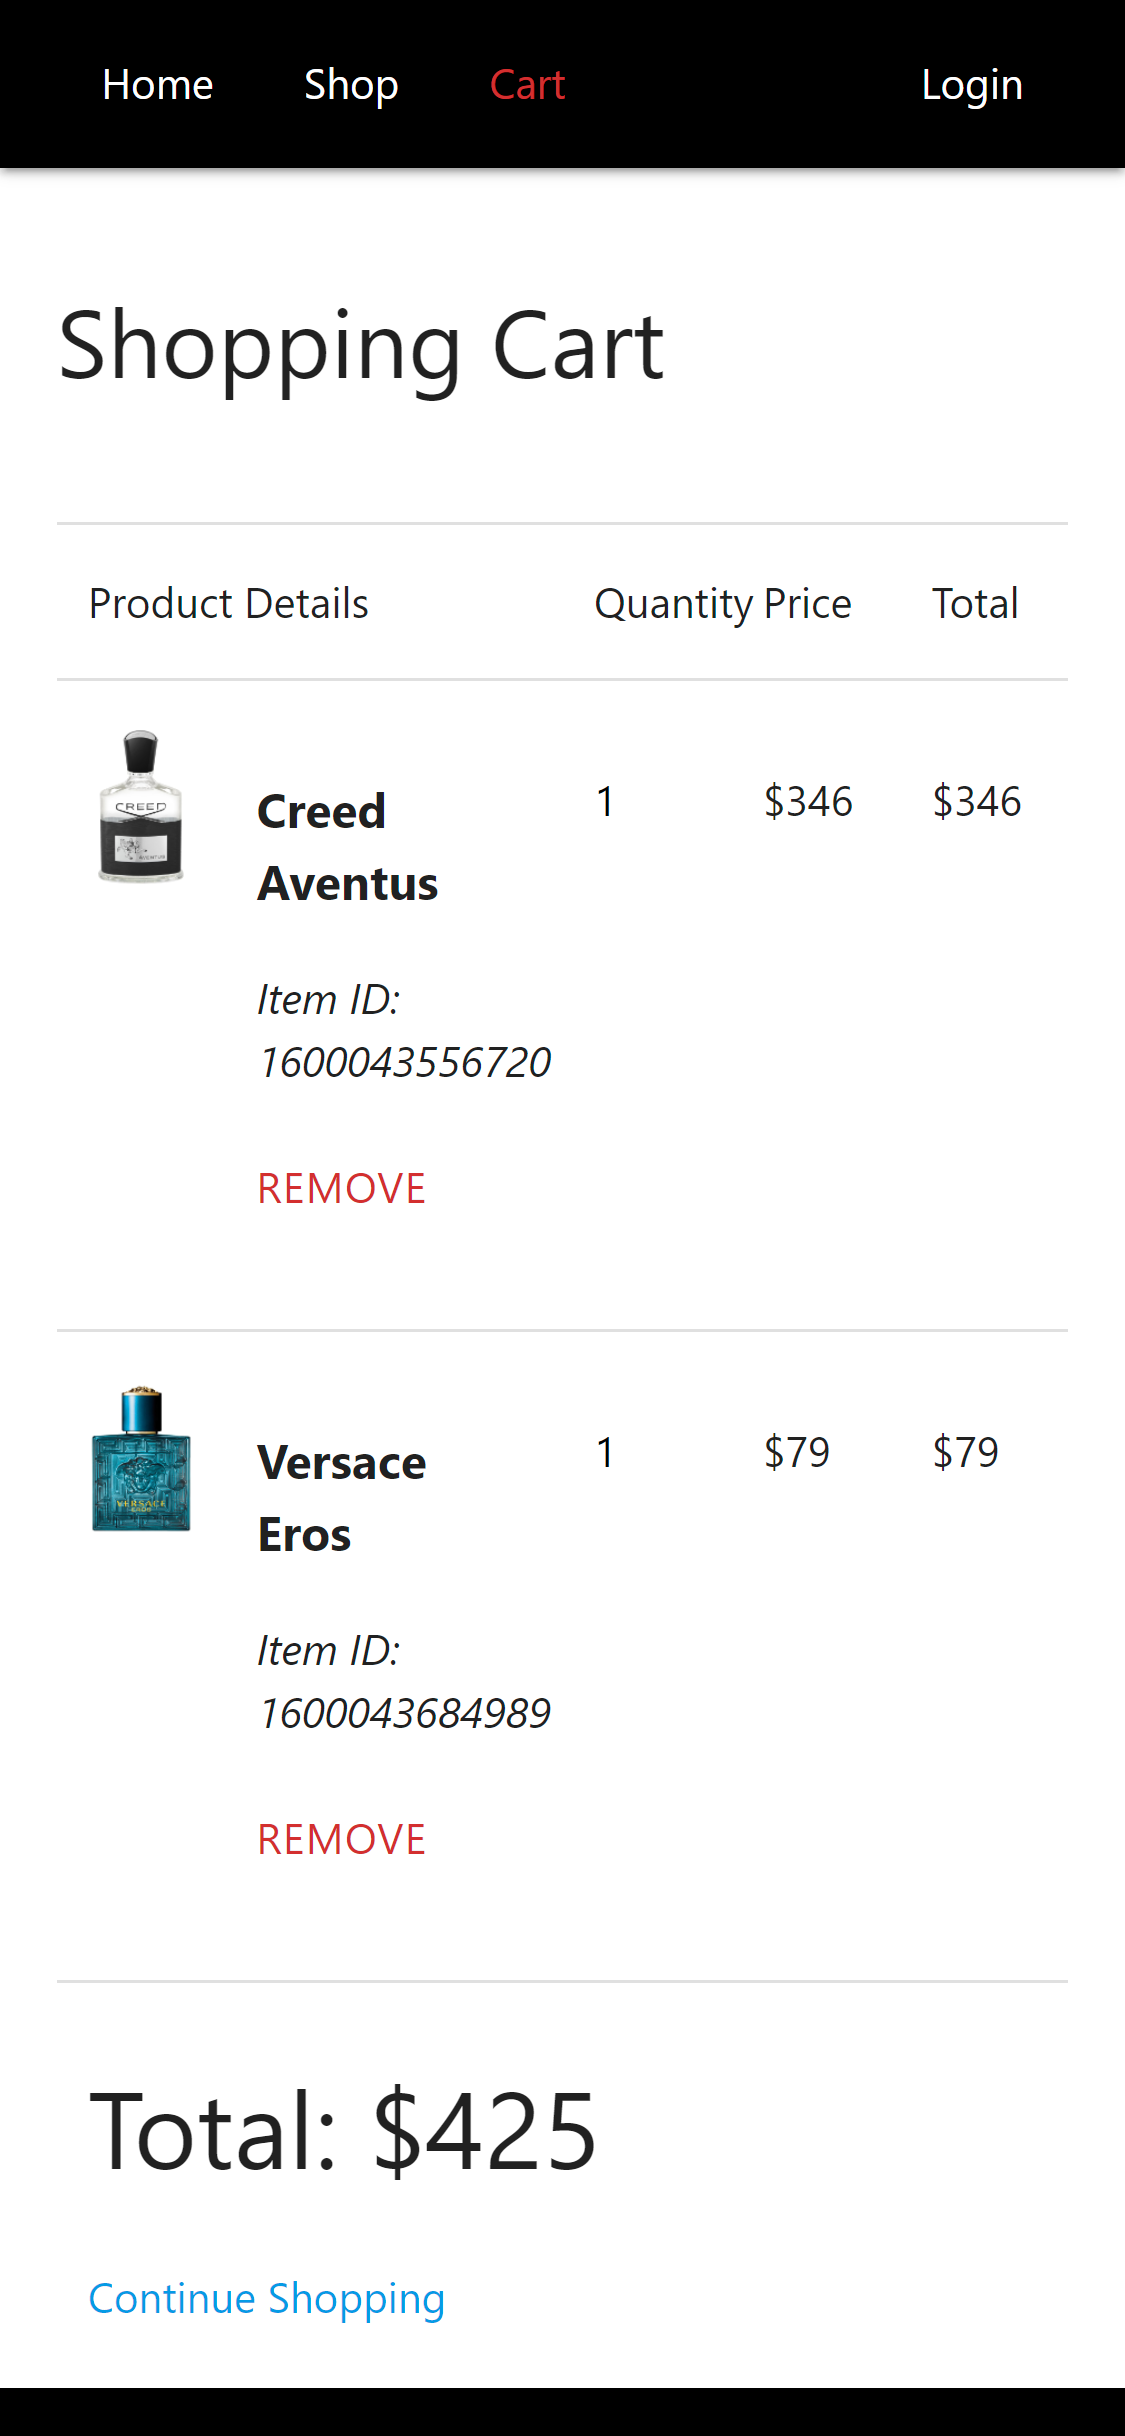 Home Shop Cart Login
Shopping Cart
Product Details Quantity Price Total
CREED
AVENTUS
Creed
Aventus
1 $346 $346
Item ID:
1600043556720
REMOVE
VERSACE
EROS
Versace
Eros
1 $79 $79
Item ID:
1600043684989
REMOVE
Total: $425
Continue Shopping